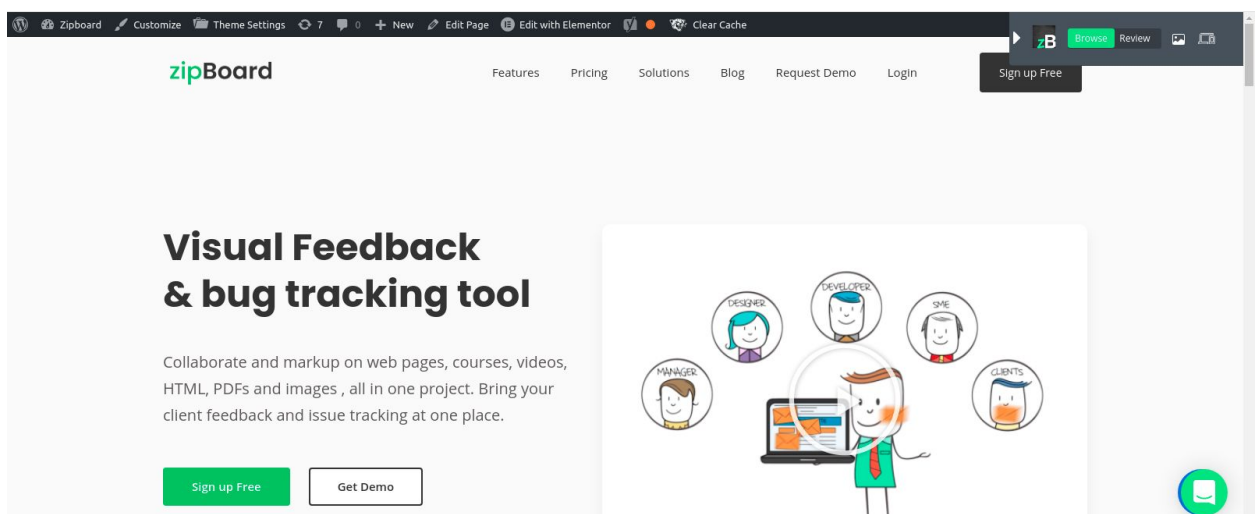 Zipboard Customize Theme Settings 7 0 New Edit Page Edit with Elementor Clear Cache
zB Browse Review
zipBoard Features Pricing Solutions Blog Request Demo Login Sign up Free
Visual Feedback
& bug tracking tool
Collaborate and markup on web pages, courses, videos,
HTML, PDFs and images , all in one project. Bring your
client feedback and issue tracking at one place.
Sign up Free Get Demo
DESIGNER
DEVELOPER
SME
MANAGER
CLIENTS